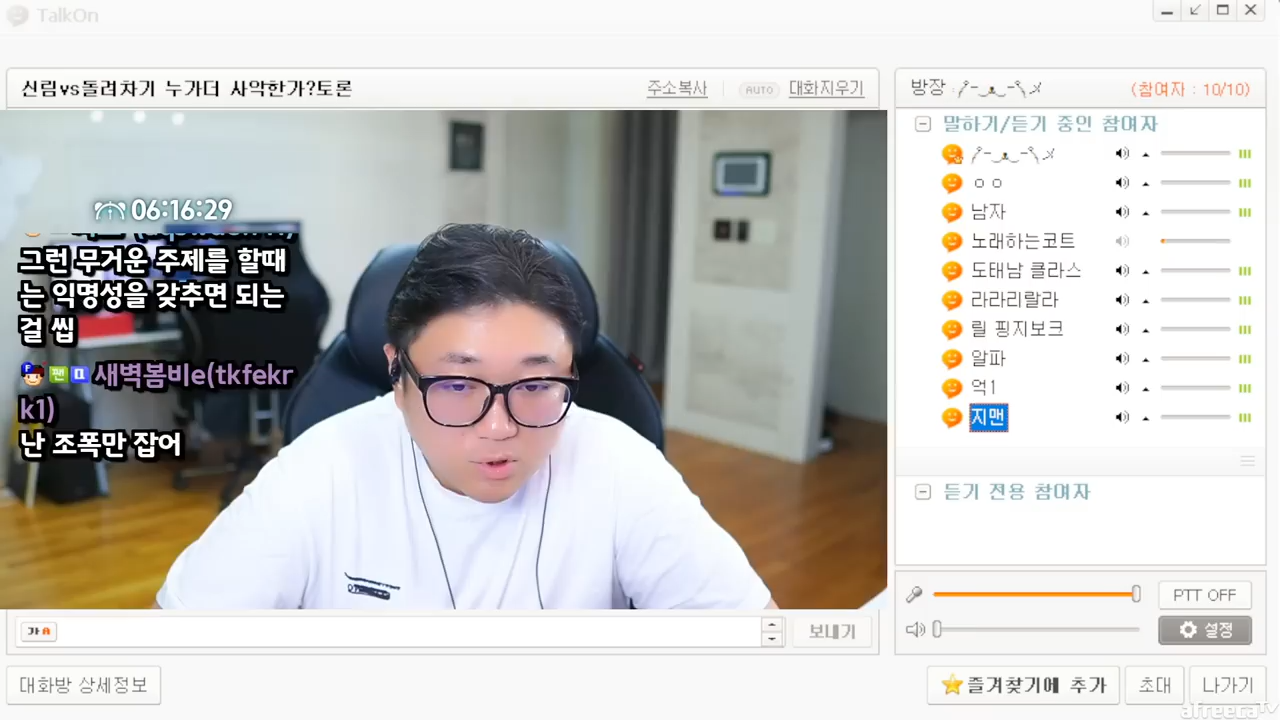 TalkOn
신림vs돌려차기 누가더 사악한가?토론
주소복사
AUTO
대화지우기
방장
(참여자 : 10/10)
말하기/듣기 중인 참여자
ㅇㅇ
남자
노래하는코트
도태남 클라스
라라리랄라
릴 핑지보크
알파
억1
지맨
듣기 전용 참여자
06:16:29
그런 무거운 주제를 할때
는 익명성을 갖추면 되는
걸 씹
팬
새벽봄비e(tkfekr
k1)
난 조폭만 잡어
가
보내기
PTT OFF
설정
대화방 상세정보
즐겨찾기에 추가
초대
나가기
afreecaTV